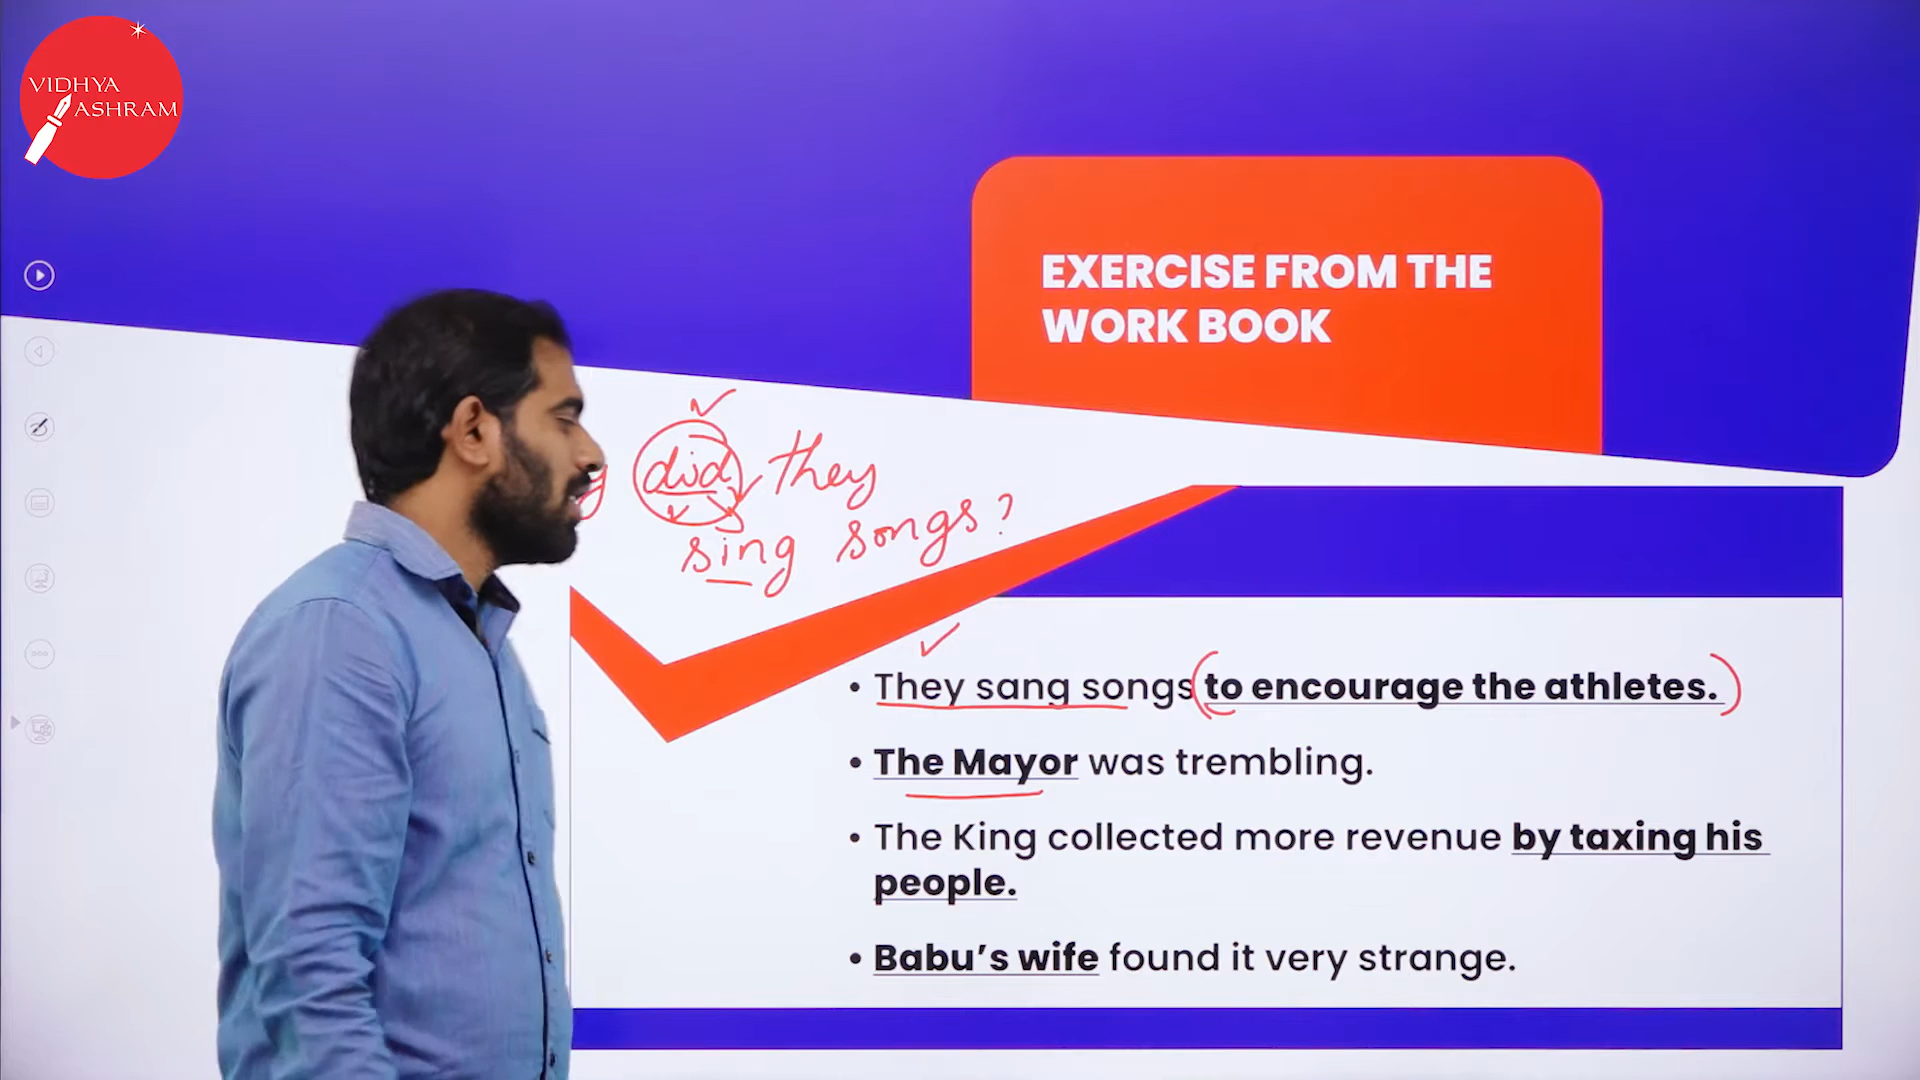 VIDHYA
ASHRAM
EXERCISE FROM THE
WORK BOOK
did they
sing songs?
• They sang songs (to encourage the athletes.)
• The Mayor was trembling.
• The King collected more revenue by taxing his
people.
• Babu's wife found it very strange.